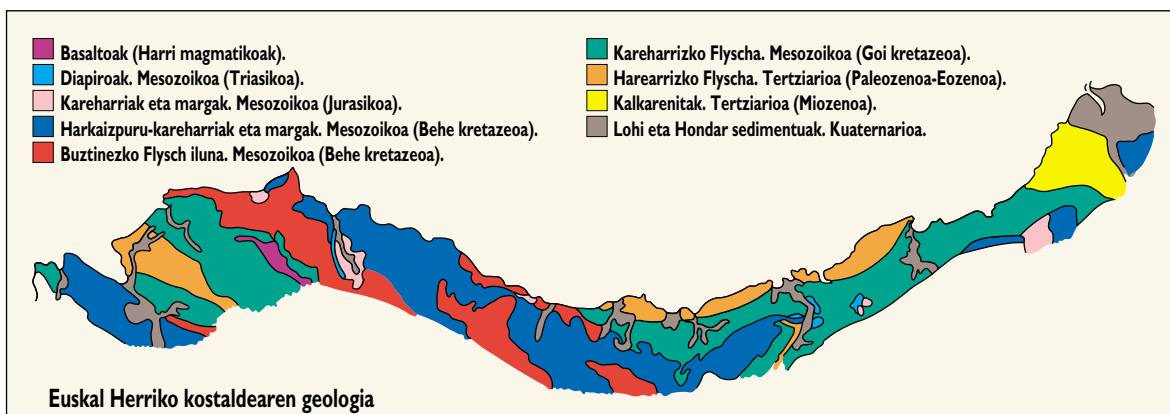 Basaltoak (Harri magmatikoak).
Diapiroak. Mesozoikoa (Triasikoa).
Kareharriak eta margak. Mesozoikoa (Jurasikoa).
Harkaizpuru-kareharriak eta margak. Mesozoikoa (Behe kretazeoa).
Buztinezko Flysch iluna. Mesozoikoa (Behe kretazeoa).
Kareharrizko Flyscha. Mesozoikoa (Goi kretazeoa).
Harearrizko Flyscha. Tertziarioa (Paleozenoa-Eozenoa).
Kalkarenitak. Tertziarioa (Miozenoa).
Lohi eta Hondar sedimentuak. Kuaternarioa.
Euskal Herriko kostaldearen geologia